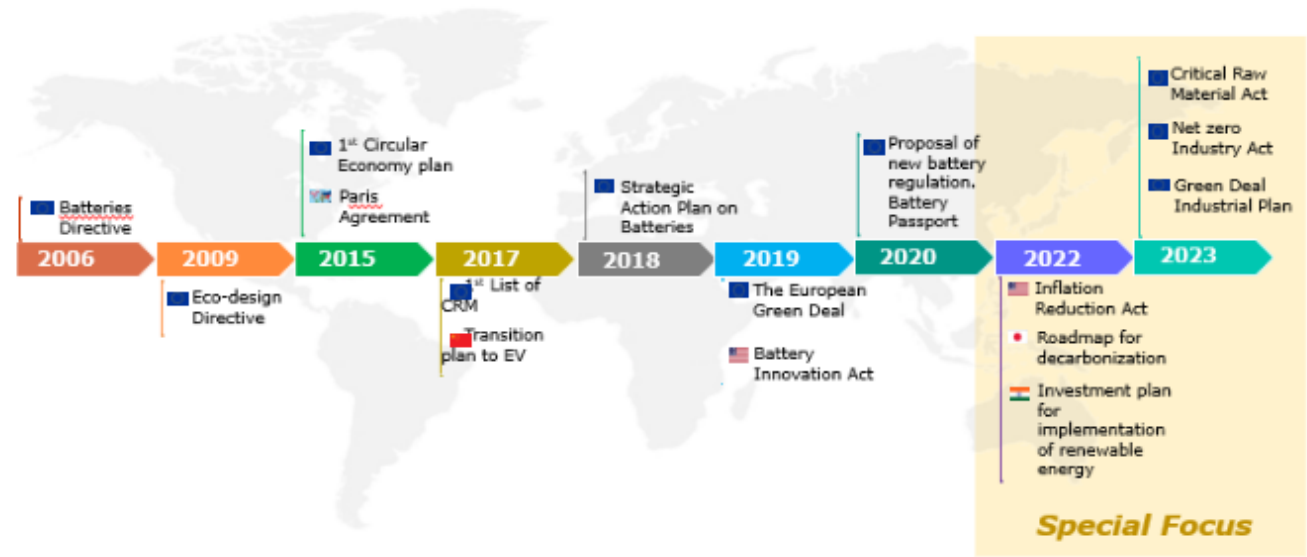 Batteries
Directive
2006
2009
Eco-design
Directive
1st Circular
Economy plan
Paris
Agreement
2015
2017
1st List of
CRM
Transition
plan to EV
Strategic
Action Plan on
Batteries
2018
2019
The European
Green Deal
Battery
Innovation Act
Proposal of
new battery
regulation.
Battery
Passport
2020
2022
Inflation
Reduction Act
Roadmap for
decarbonization
Investment plan
for
implementation
of renewable
energy
Critical Raw
Material Act
Net zero
Industry Act
Green Deal
Industrial Plan
2023
Special Focus